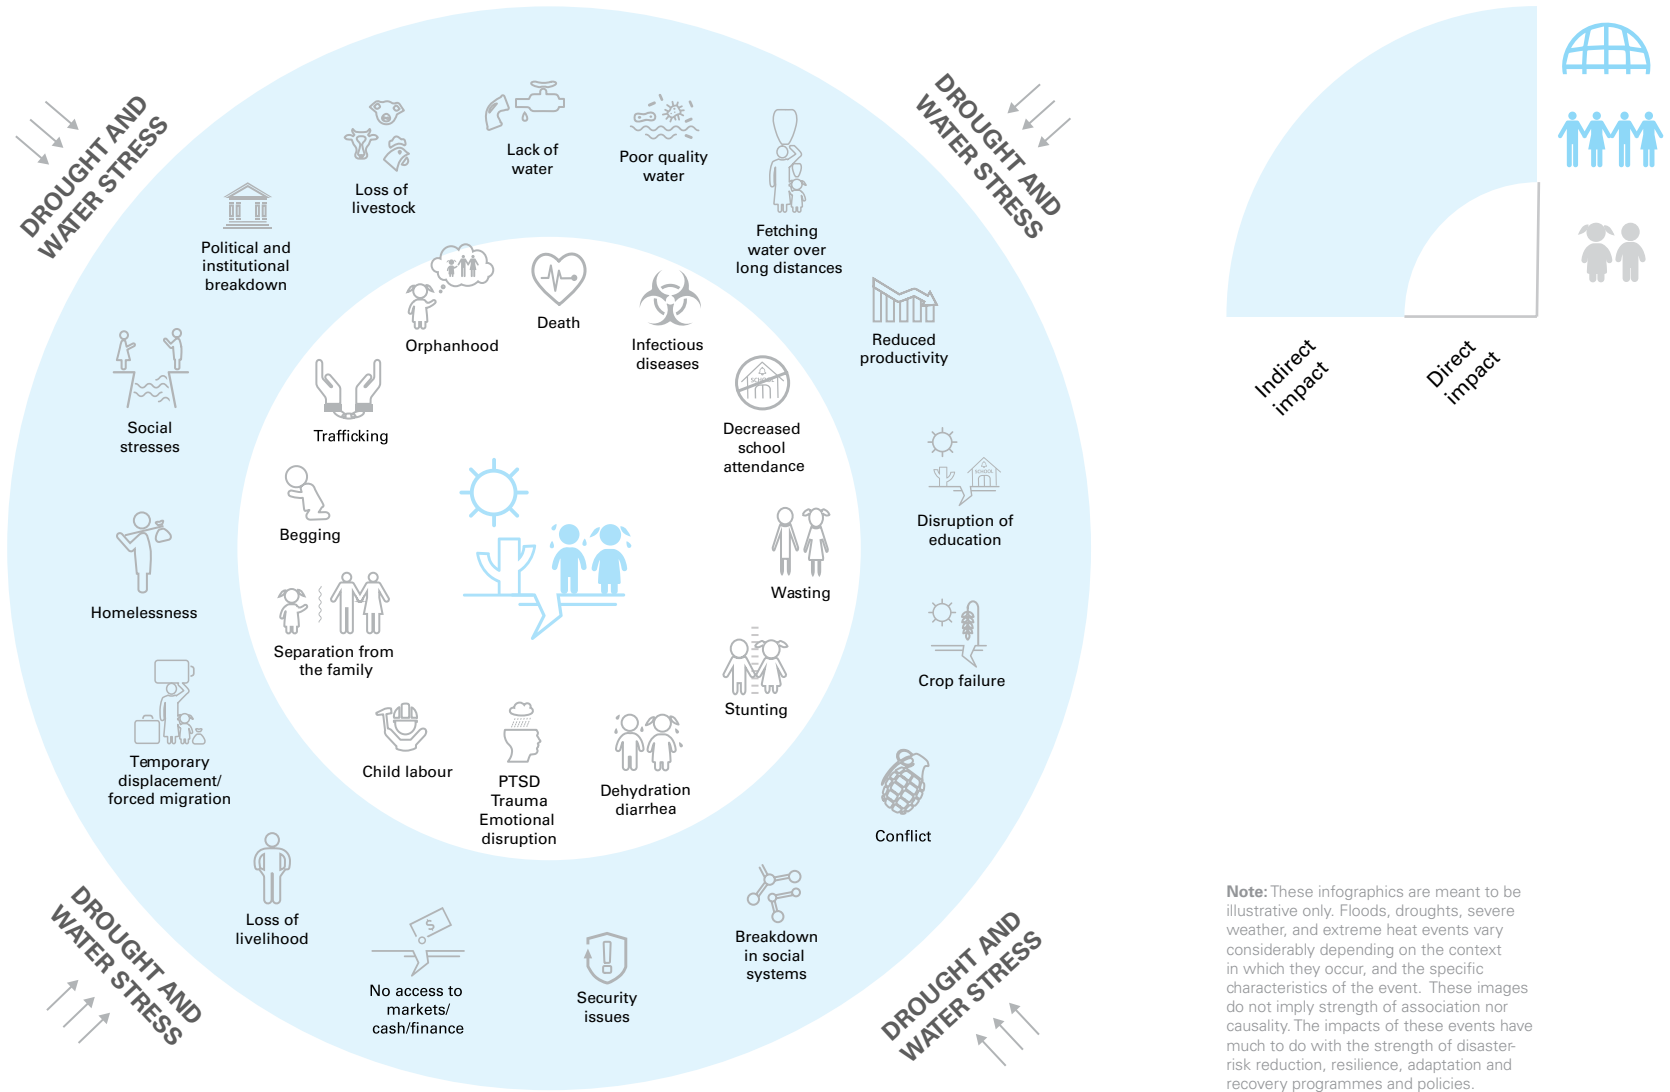 DROUGHT AND
WATER STRESS
DROUGHT AND
WATER STRESS
Lack of
water
Poor quality
water
Fetching
water over
long distances
Reduced
productivity
Disruption of
education
SCHOOL
Crop failure
Conflict
Breakdown
in social
systems
Security
issues
$
No access to
markets/
cash/finance
Loss of
livelihood
Temporary
displacement/
forced migration
Homelessness
Social
stresses
Political and
institutional
breakdown
Loss of
livestock
Death
Infectious
diseases
SCHOOL
Decreased
school
attendance
Wasting
Stunting
Dehydration
diarrhea
PTSD
Trauma
Emotional
disruption
Child labour
Separation from
the family
Begging
Trafficking
Orphanhood
DROUGHT AND
WATER STRESS
DROUGHT AND
WATER STRESS
Indirect
impact
Direct
impact
Note: These infographics are meant to be
illustrative only. Floods, droughts, severe
weather, and extreme heat events vary
considerably depending on the context
in which they occur, and the specific
characteristics of the event. These images
do not imply strength of association nor
causality. The impacts of these events have
much to do with the strength of disaster-
risk reduction, resilience, adaptation and
recovery programmes and policies.